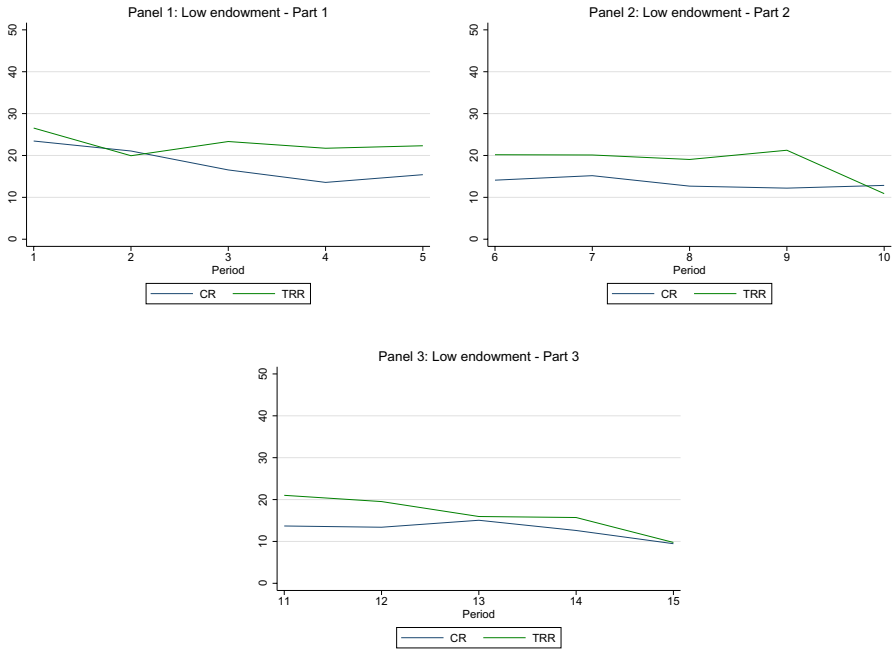 Panel 1: Low endowment - Part 1
50
40
30
20
10
0
1 2 3 4 5
Period
CR TRR
Panel 2: Low endowment - Part 2
50
40
30
20
10
0
6 7 8 9 10
Period
CR TRR
Panel 3: Low endowment - Part 3
50
40
30
20
10
0
11 12 13 14 15
Period
CR TRR